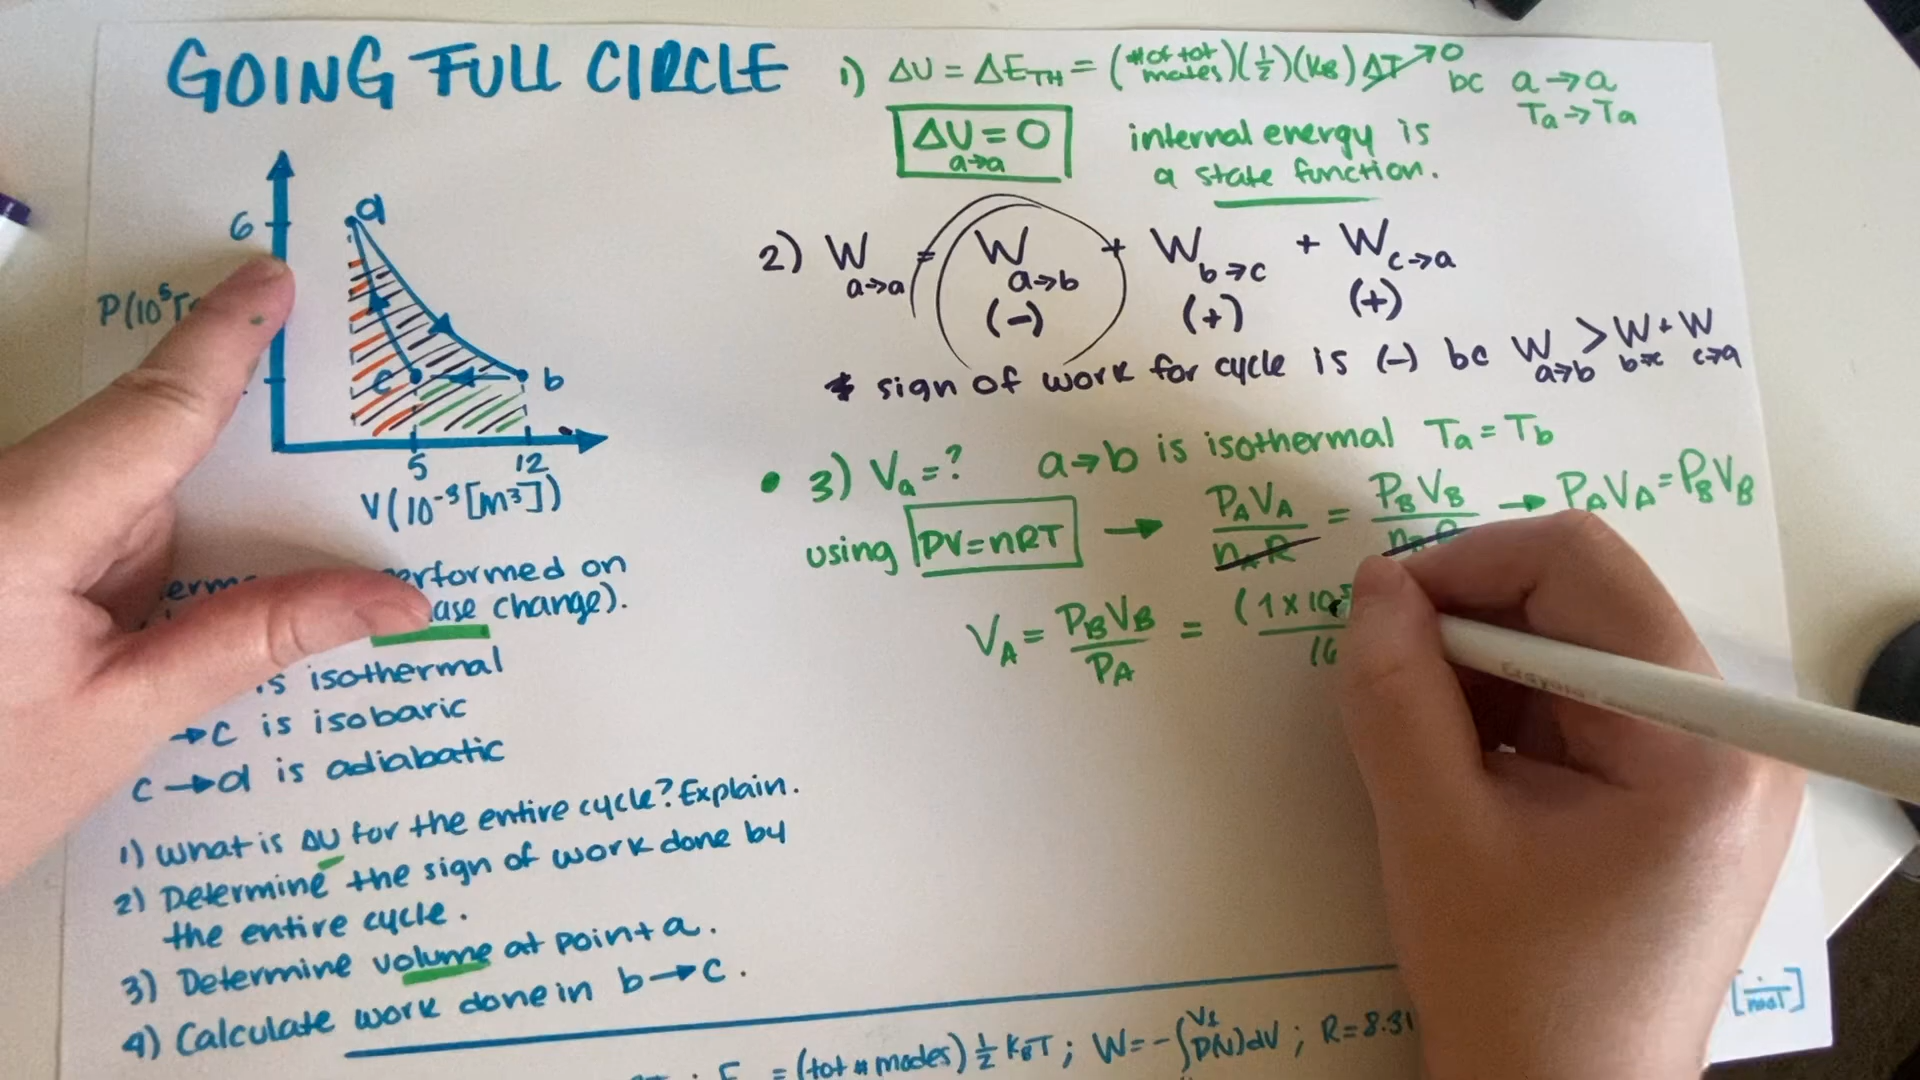 GOING FULL CIRCLE
a
6
P(10⁵
c
b
5
12
V(10⁻³[m³])
performed on
change).
is isothermal
→c is isobaric
c→a is adiabatic
1) What is ΔU for the entire cycle? Explain.
2) Determine the sign of work done by
the entire cycle.
3) Determine volume at point a.
4) Calculate work done in b→c.
1) ΔU = ΔE_TH = (# of tot modes)(1/2)(k_B)ΔT→0
bc a→a
T_a→T_a
ΔU = 0
a→a
internal energy is
a state function.
2) W_a→a = W_a→b + W_b→c + W_c→a
(-) (+) (+)
* sign of work for cycle is (-) bc W_a→b > W_b→c + W_c→a
3) V_a = ? a→b is isothermal T_a = T_b
using PV=nRT → P_A V_A / n_A R = P_B V_B / → P_A V_A = P_B V_B
V_A = P_B V_B / P_A = (1 x 10⁵ /
= (tot # modes) 1/2 k_B T ; W = - ∫ P(V)dV ; R = 8.31